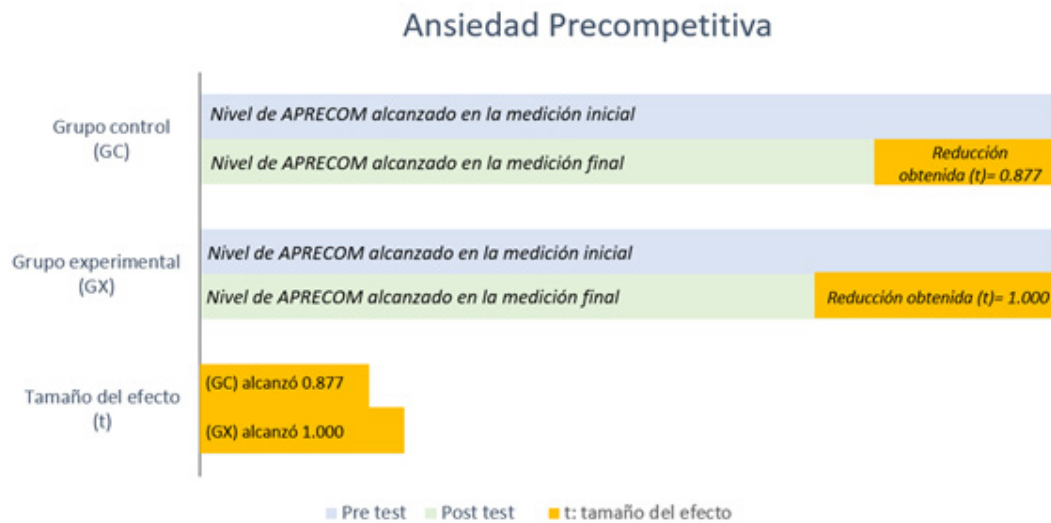 Ansiedad Precompetitiva
Grupo control
(GC)
Nivel de APRECOM alcanzado en la medición inicial
Nivel de APRECOM alcanzado en la medición final
Reducción
obtenida (t)= 0.877
Grupo experimental
(GX)
Nivel de APRECOM alcanzado en la medición inicial
Nivel de APRECOM alcanzado en la medición final
Reducción obtenida (t)= 1.000
Tamaño del efecto
(t)
(GC) alcanzó 0.877
(GX) alcanzó 1.000
Pre test Post test t: tamaño del efecto